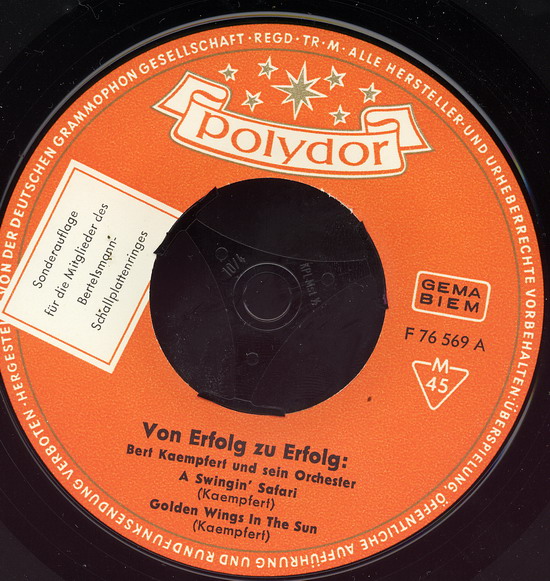 HERGESTELLT VON DER DEUTSCHEN GRAMMOPHON GESELLSCHAFT · REGD · TR · M · ALLE HERSTELLER- UND URHEBERRECHTE VORBEHALTEN · ÜBERSPIELUNG, ÖFFENTLICHE AUFFÜHRUNG UND RUNDFUNKSENDUNG VERBOTEN ·
polydor
Sonderauflage
für die Mitglieder des
Bertelsmann-
Schallplattenringes
10/4
GEMA
BIEM
F 76 569 A
M
45
Von Erfolg zu Erfolg:
Bert Kaempfert und sein Orchester
A Swingin' Safari
(Kaempfert)
Golden Wings In The Sun
(Kaempfert)